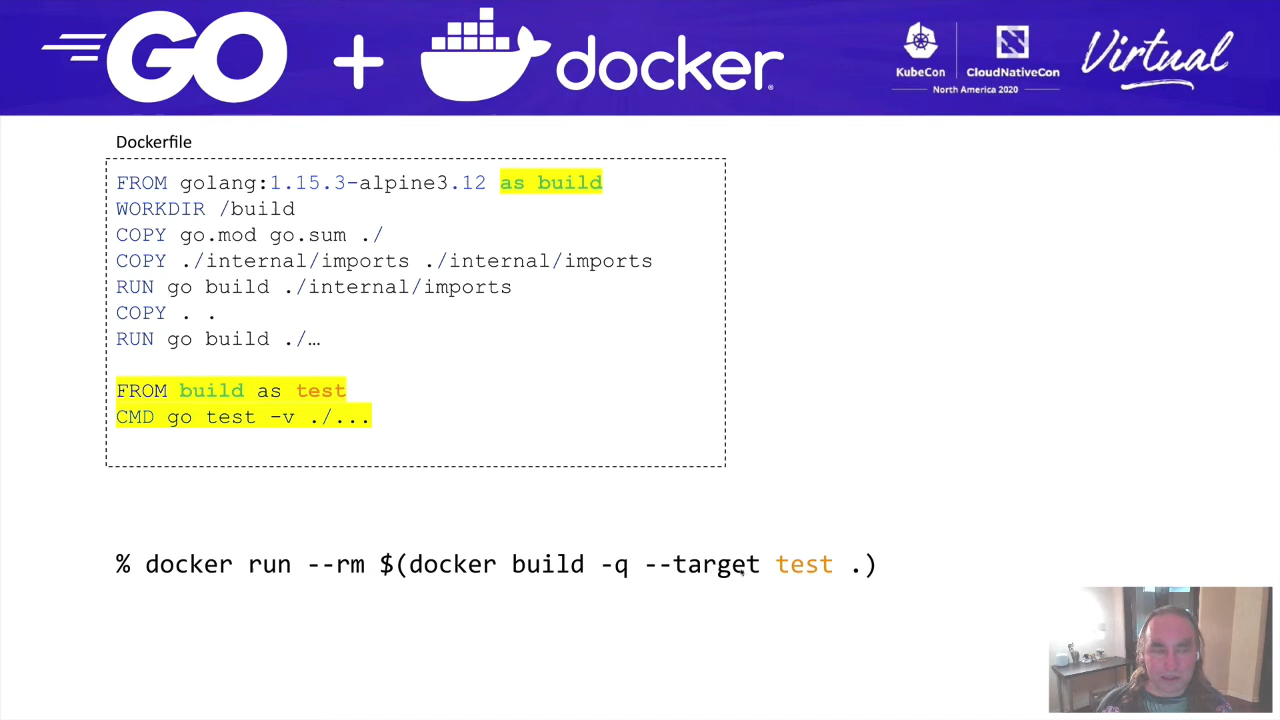 GO + docker
KubeCon CloudNativeCon
North America 2020
Virtual
Dockerfile
FROM golang:1.15.3-alpine3.12 as build
WORKDIR /build
COPY go.mod go.sum ./
COPY ./internal/imports ./internal/imports
RUN go build ./internal/imports
COPY . .
RUN go build ./…
FROM build as test
CMD go test -v ./...
% docker run --rm $(docker build -q --target test .)